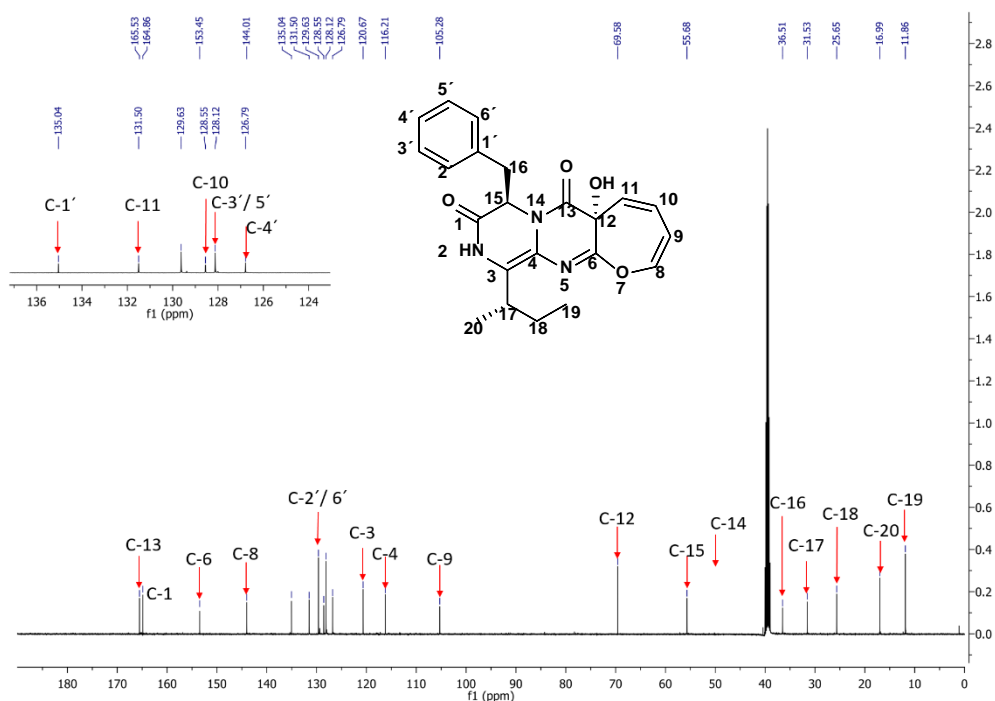 165.53
164.86
153.45
144.01
135.04
131.50
129.63
128.55
128.12
126.79
120.67
116.21
105.28
69.58
55.68
36.51
31.53
25.65
16.99
11.86
135.04
131.50
129.63
128.55
128.12
126.79
C-1´
C-11
C-10
C-3´/ 5´
C-4´
136 134 132 130 128 126 124
f1 (ppm)
5´
4´ 6´
3´ 1´
2´ 16 O OH
11 10
15 14 13 12
O 1 N 9
HN 2 4 N 6 8
3 5 O
7
17 19
20 18
C-2´/ 6´
C-13 C-6 C-8 C-3 C-4 C-9 C-12 C-15 C-14 C-16 C-17 C-18 C-20 C-19
C-1
180 170 160 150 140 130 120 110 100 90 80 70 60 50 40 30 20 10 0
f1 (ppm)
2.8
2.6
2.4
2.2
2.0
1.8
1.6
1.4
1.2
1.0
0.8
0.6
0.4
0.2
0.0